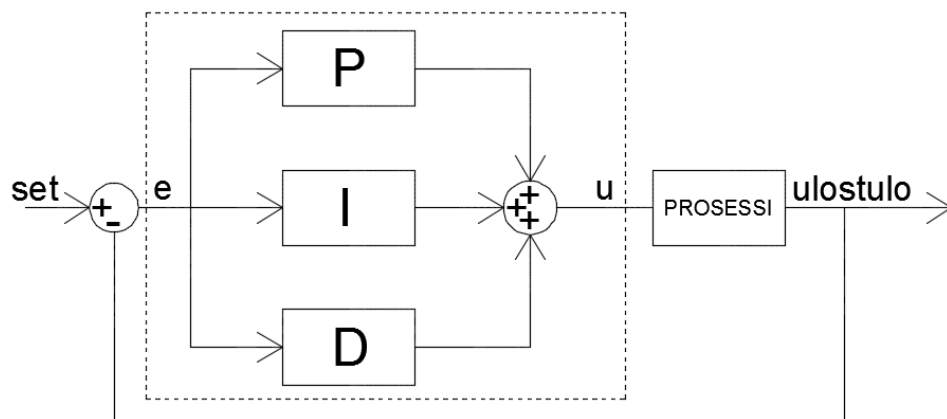 P
set
+
-
e
I
+
+
+
u
PROSESSI
ulostulo
D